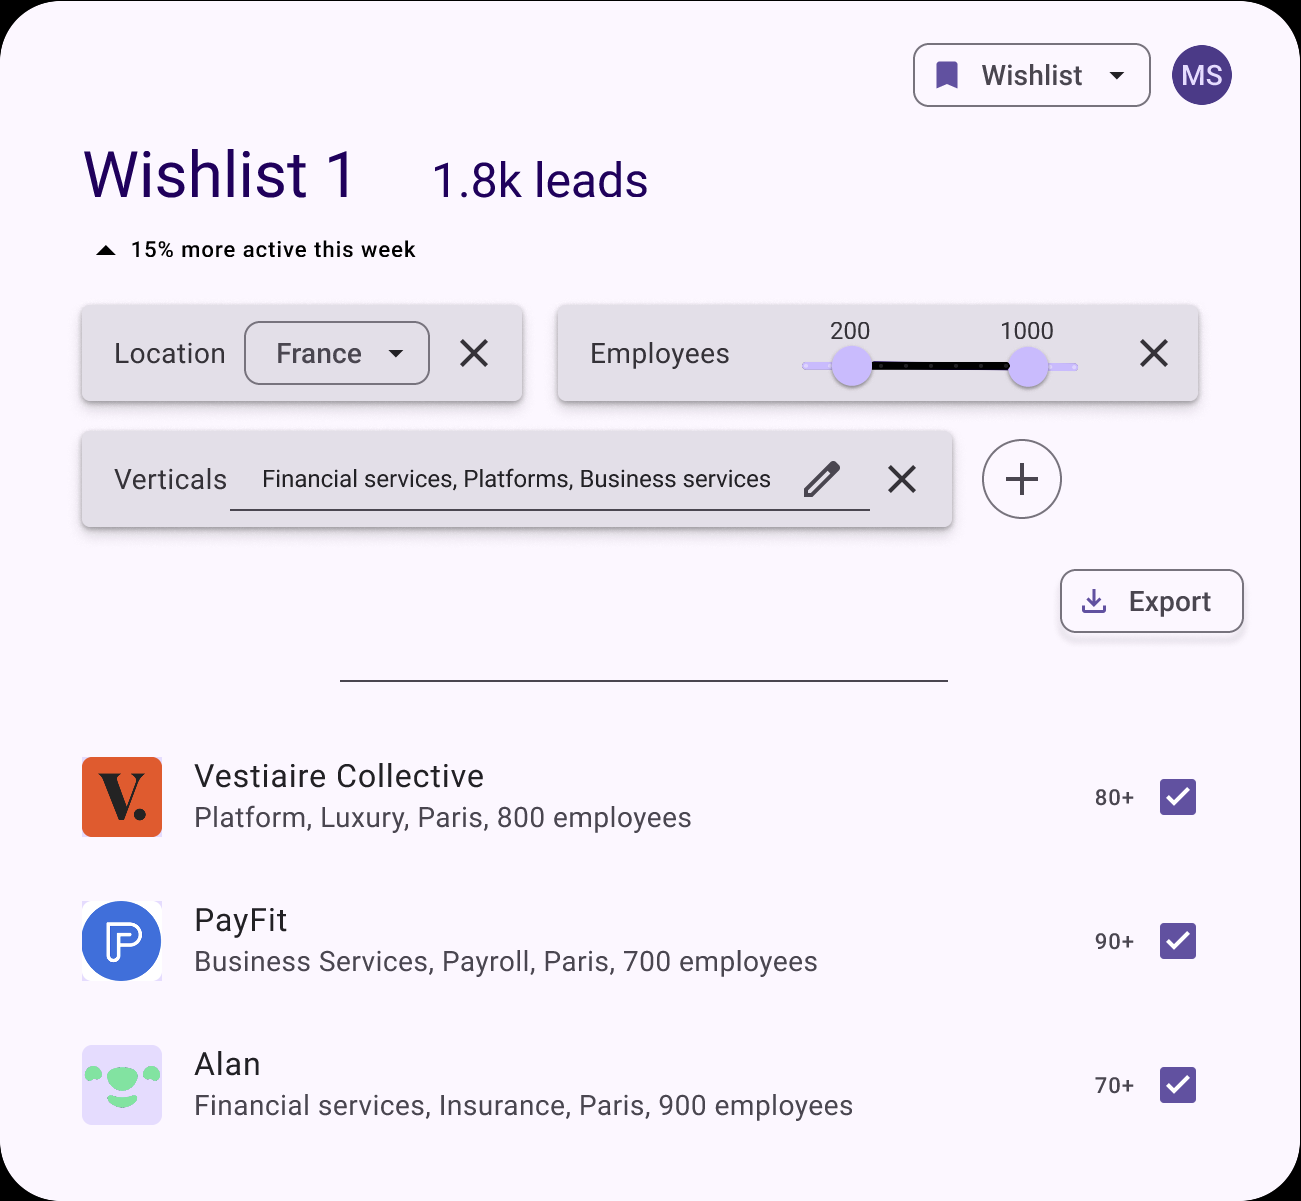 Wishlist
MS
Wishlist 1
1.8k leads
15% more active this week
Location
France
Employees
200
1000
Verticals
Financial services, Platforms, Business services
Export
V.
Vestiaire Collective
Platform, Luxury, Paris, 800 employees
80+
P
PayFit
Business Services, Payroll, Paris, 700 employees
90+
Alan
Financial services, Insurance, Paris, 900 employees
70+